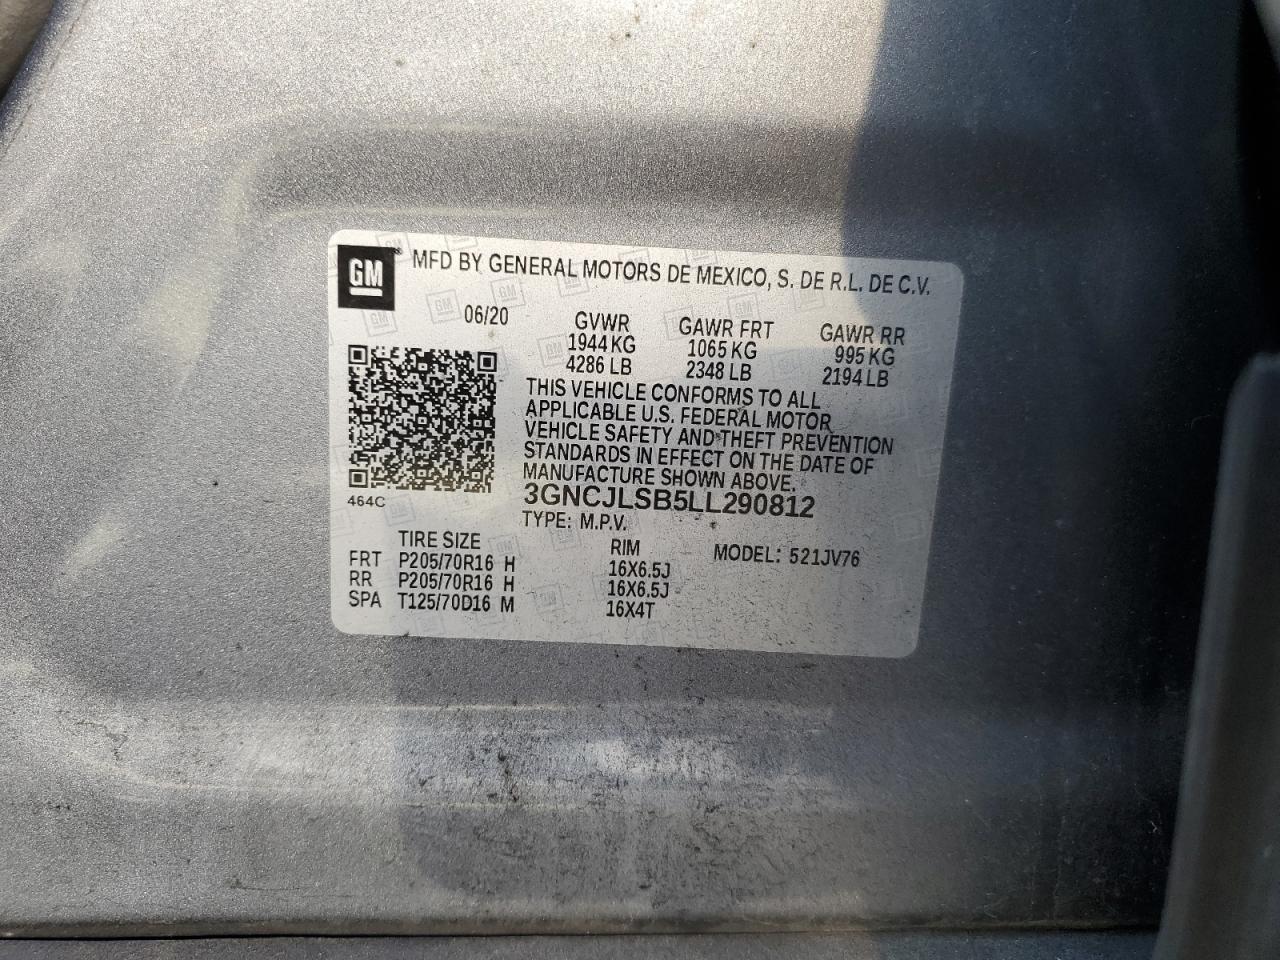 GM MFD BY GENERAL MOTORS DE MEXICO, S. DE R.L. DE C.V.
06/20
GVWR GAWR FRT GAWR RR
1944 KG 1065 KG 995 KG
4286 LB 2348 LB 2194 LB
THIS VEHICLE CONFORMS TO ALL
APPLICABLE U.S. FEDERAL MOTOR
VEHICLE SAFETY AND THEFT PREVENTION
STANDARDS IN EFFECT ON THE DATE OF
MANUFACTURE SHOWN ABOVE.
464C
3GNCJLSB5LL290812
TYPE: M.P.V.
TIRE SIZE RIM MODEL: 521JV76
FRT P205/70R16 H 16X6.5J
RR P205/70R16 H 16X6.5J
SPA T125/70D16 M 16X4T